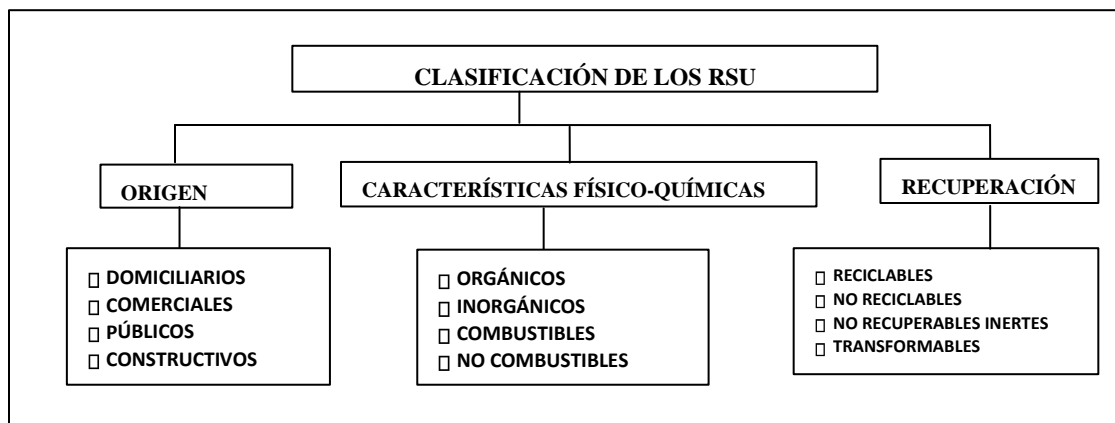 CLASIFICACIÓN DE LOS RSU
ORIGEN
CARACTERÍSTICAS FÍSICO-QUÍMICAS
RECUPERACIÓN
▯ DOMICILIARIOS
▯ COMERCIALES
▯ PÚBLICOS
▯ CONSTRUCTIVOS
▯ ORGÁNICOS
▯ INORGÁNICOS
▯ COMBUSTIBLES
▯ NO COMBUSTIBLES
▯ RECICLABLES
▯ NO RECICLABLES
▯ NO RECUPERABLES INERTES
▯ TRANSFORMABLES